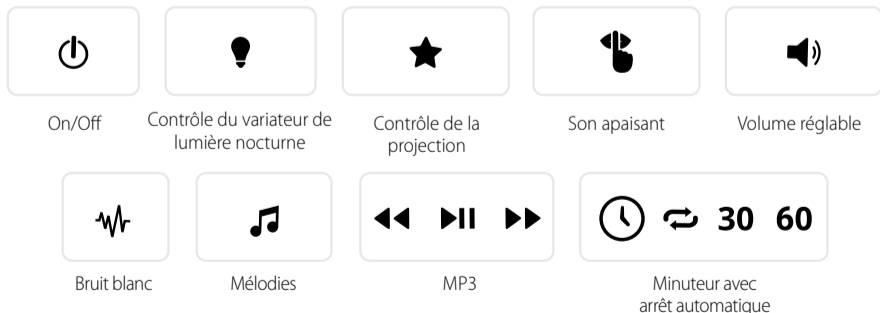 On/Off
Contrôle du variateur de
lumière nocturne
Contrôle de la
projection
Son apaisant
Volume réglable
30 60
Bruit blanc
Mélodies
MP3
Minuteur avec
arrêt automatique